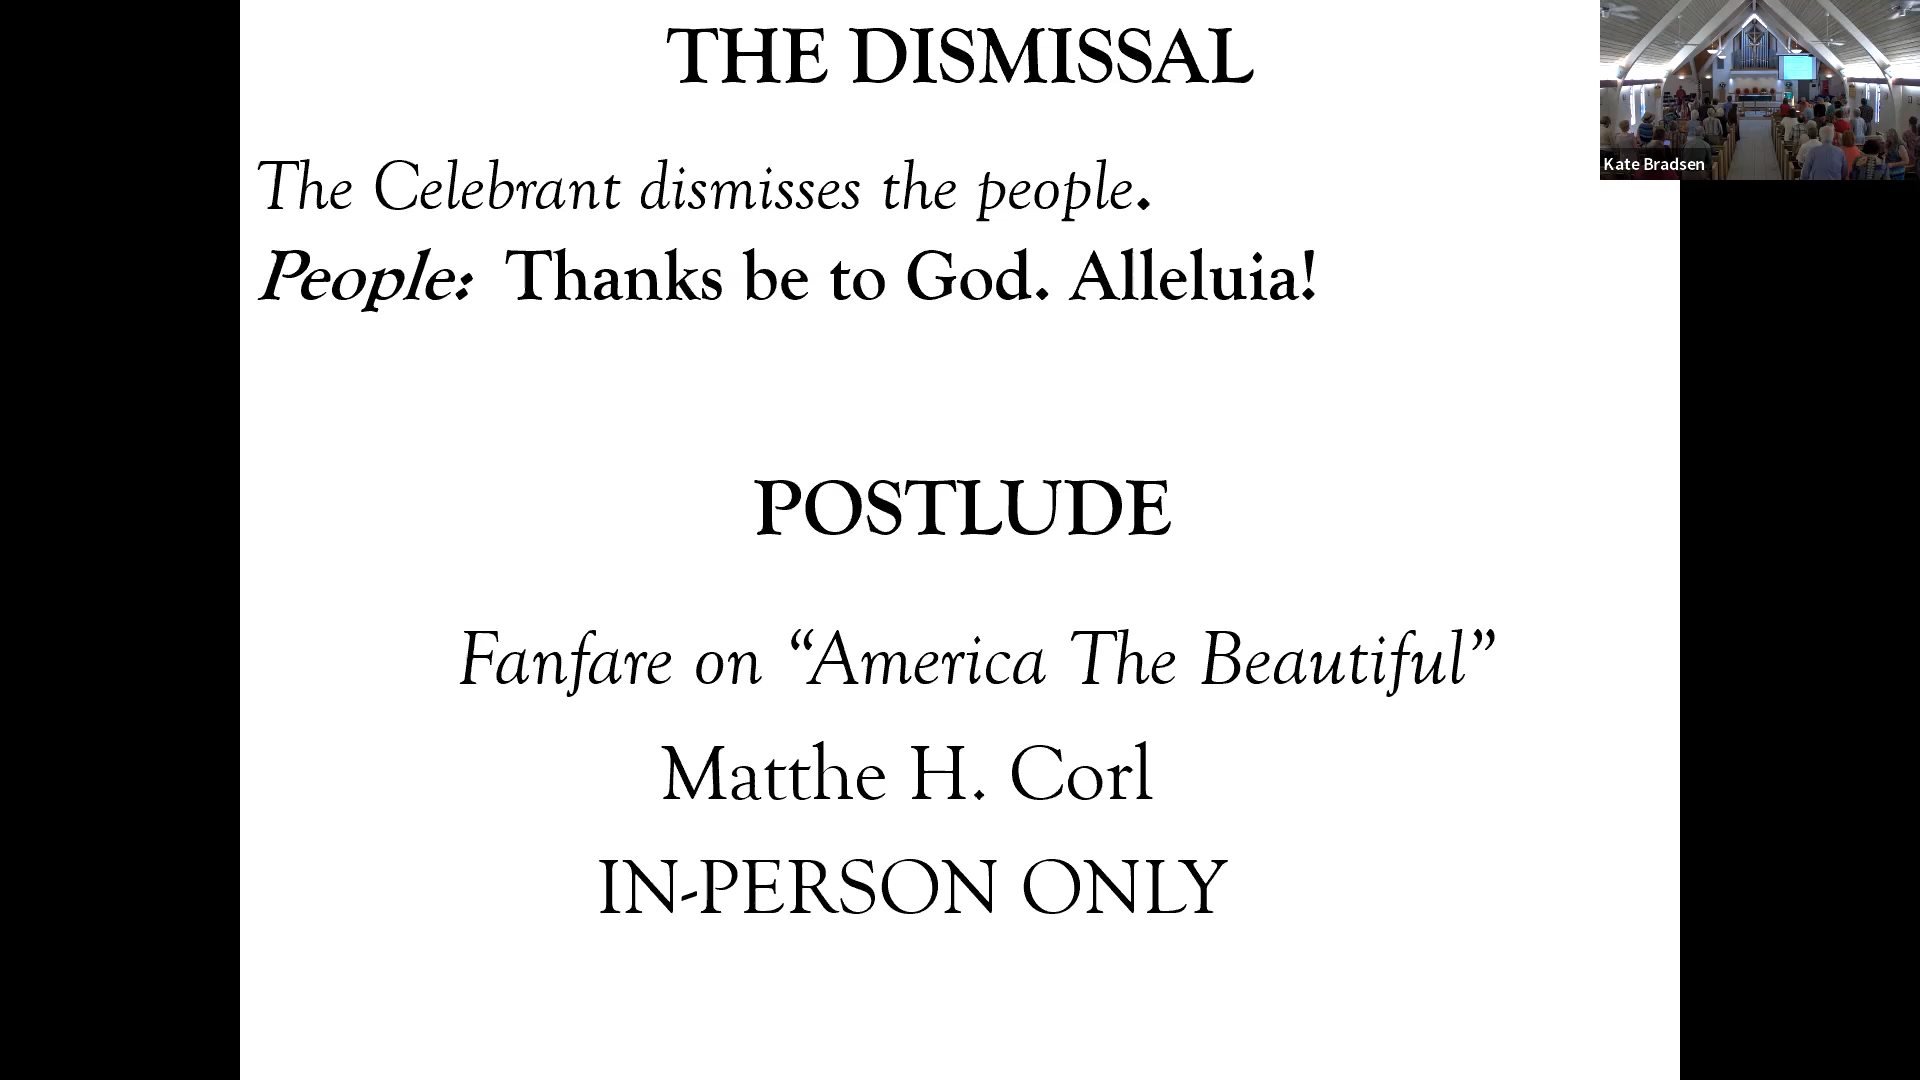 THE DISMISSAL
The Celebrant dismisses the people.
People: Thanks be to God. Alleluia!
POSTLUDE
Fanfare on “America The Beautiful”
Matthe H. Corl
IN-PERSON ONLY
Kate Bradsen